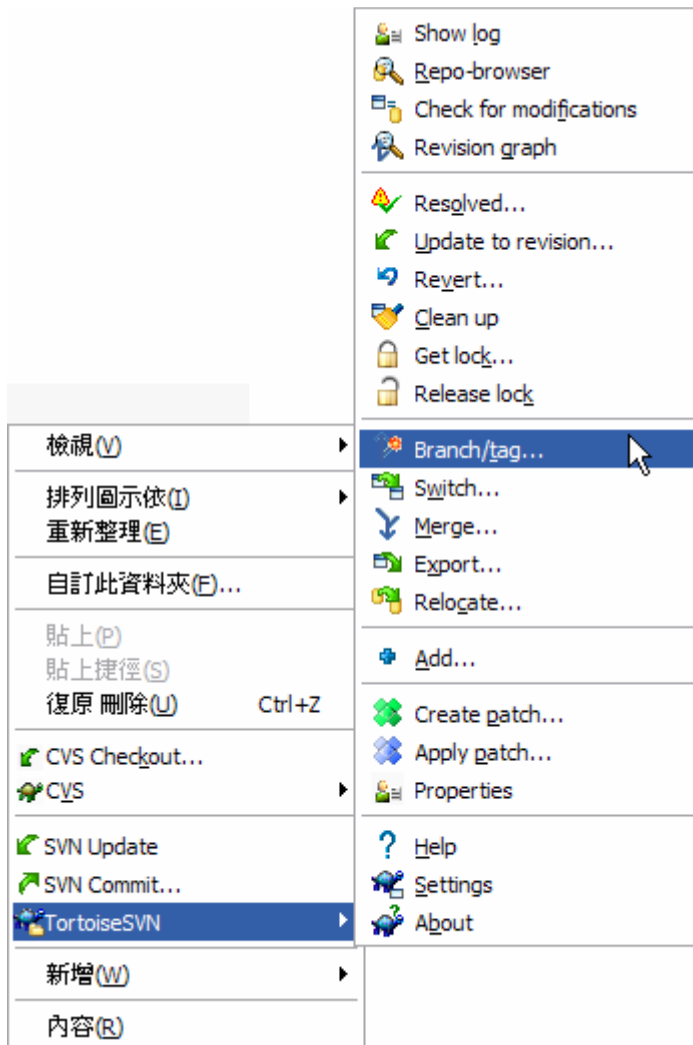 Show log
Repo-browser
Check for modifications
Revision graph
Resolved...
Update to revision...
Revert...
Clean up
Get lock...
Release lock
Branch/tag...
Switch...
Merge...
Export...
Relocate...
Add...
Create patch...
Apply patch...
Properties
Help
Settings
About
檢視(V)
排列圖示依(I)
重新整理(E)
自訂此資料夾(F)...
貼上(P)
貼上捷徑(S)
復原 刪除(U) Ctrl+Z
CVS Checkout...
CVS
SVN Update
SVN Commit...
TortoiseSVN
新增(W)
內容(R)